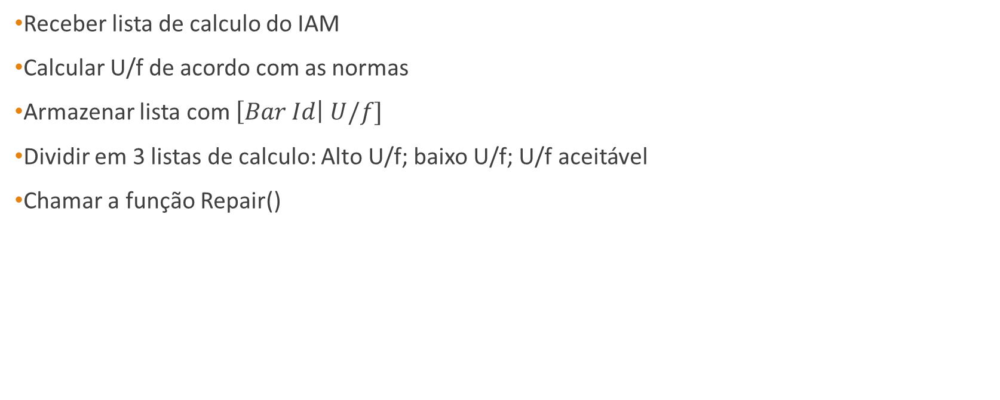 •Receber lista de calculo do IAM
•Calcular U/f de acordo com as normas
•Armazenar lista com [Bar Id| U/f]
•Dividir em 3 listas de calculo: Alto U/f; baixo U/f; U/f aceitável
•Chamar a função Repair()